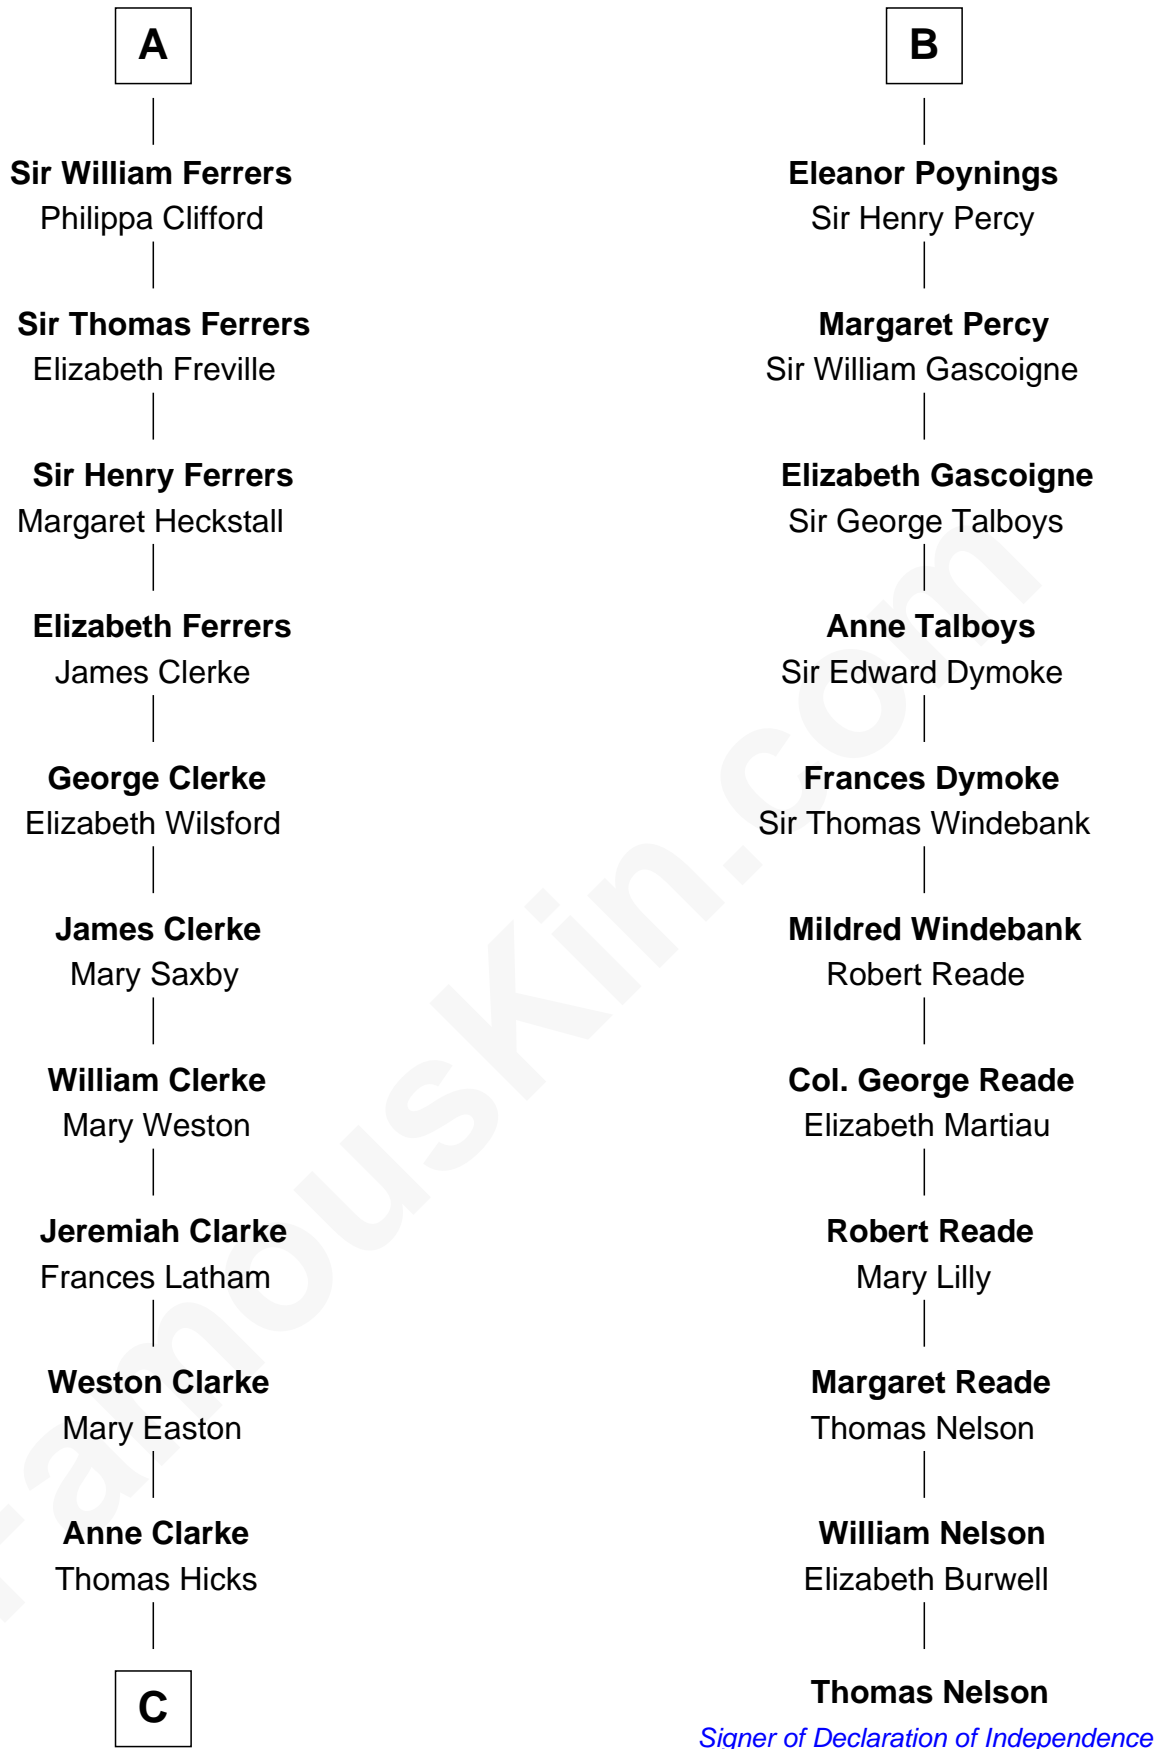 A
Sir William Ferrers
Philippa Clifford
Sir Thomas Ferrers
Elizabeth Freville
Sir Henry Ferrers
Margaret Heckstall
Elizabeth Ferrers
James Clerke
George Clerke
Elizabeth Wilsford
James Clerke
Mary Saxby
William Clerke
Mary Weston
Jeremiah Clarke
Frances Latham
Weston Clarke
Mary Easton
Anne Clarke
Thomas Hicks
C
B
Eleanor Poynings
Sir Henry Percy
Margaret Percy
Sir William Gascoigne
Elizabeth Gascoigne
Sir George Talboys
Anne Talboys
Sir Edward Dymoke
Frances Dymoke
Sir Thomas Windebank
Mildred Windebank
Robert Reade
Col. George Reade
Elizabeth Martiau
Robert Reade
Mary Lilly
Margaret Reade
Thomas Nelson
William Nelson
Elizabeth Burwell
Thomas Nelson
Signer of Declaration of Independence
FamousKin.com